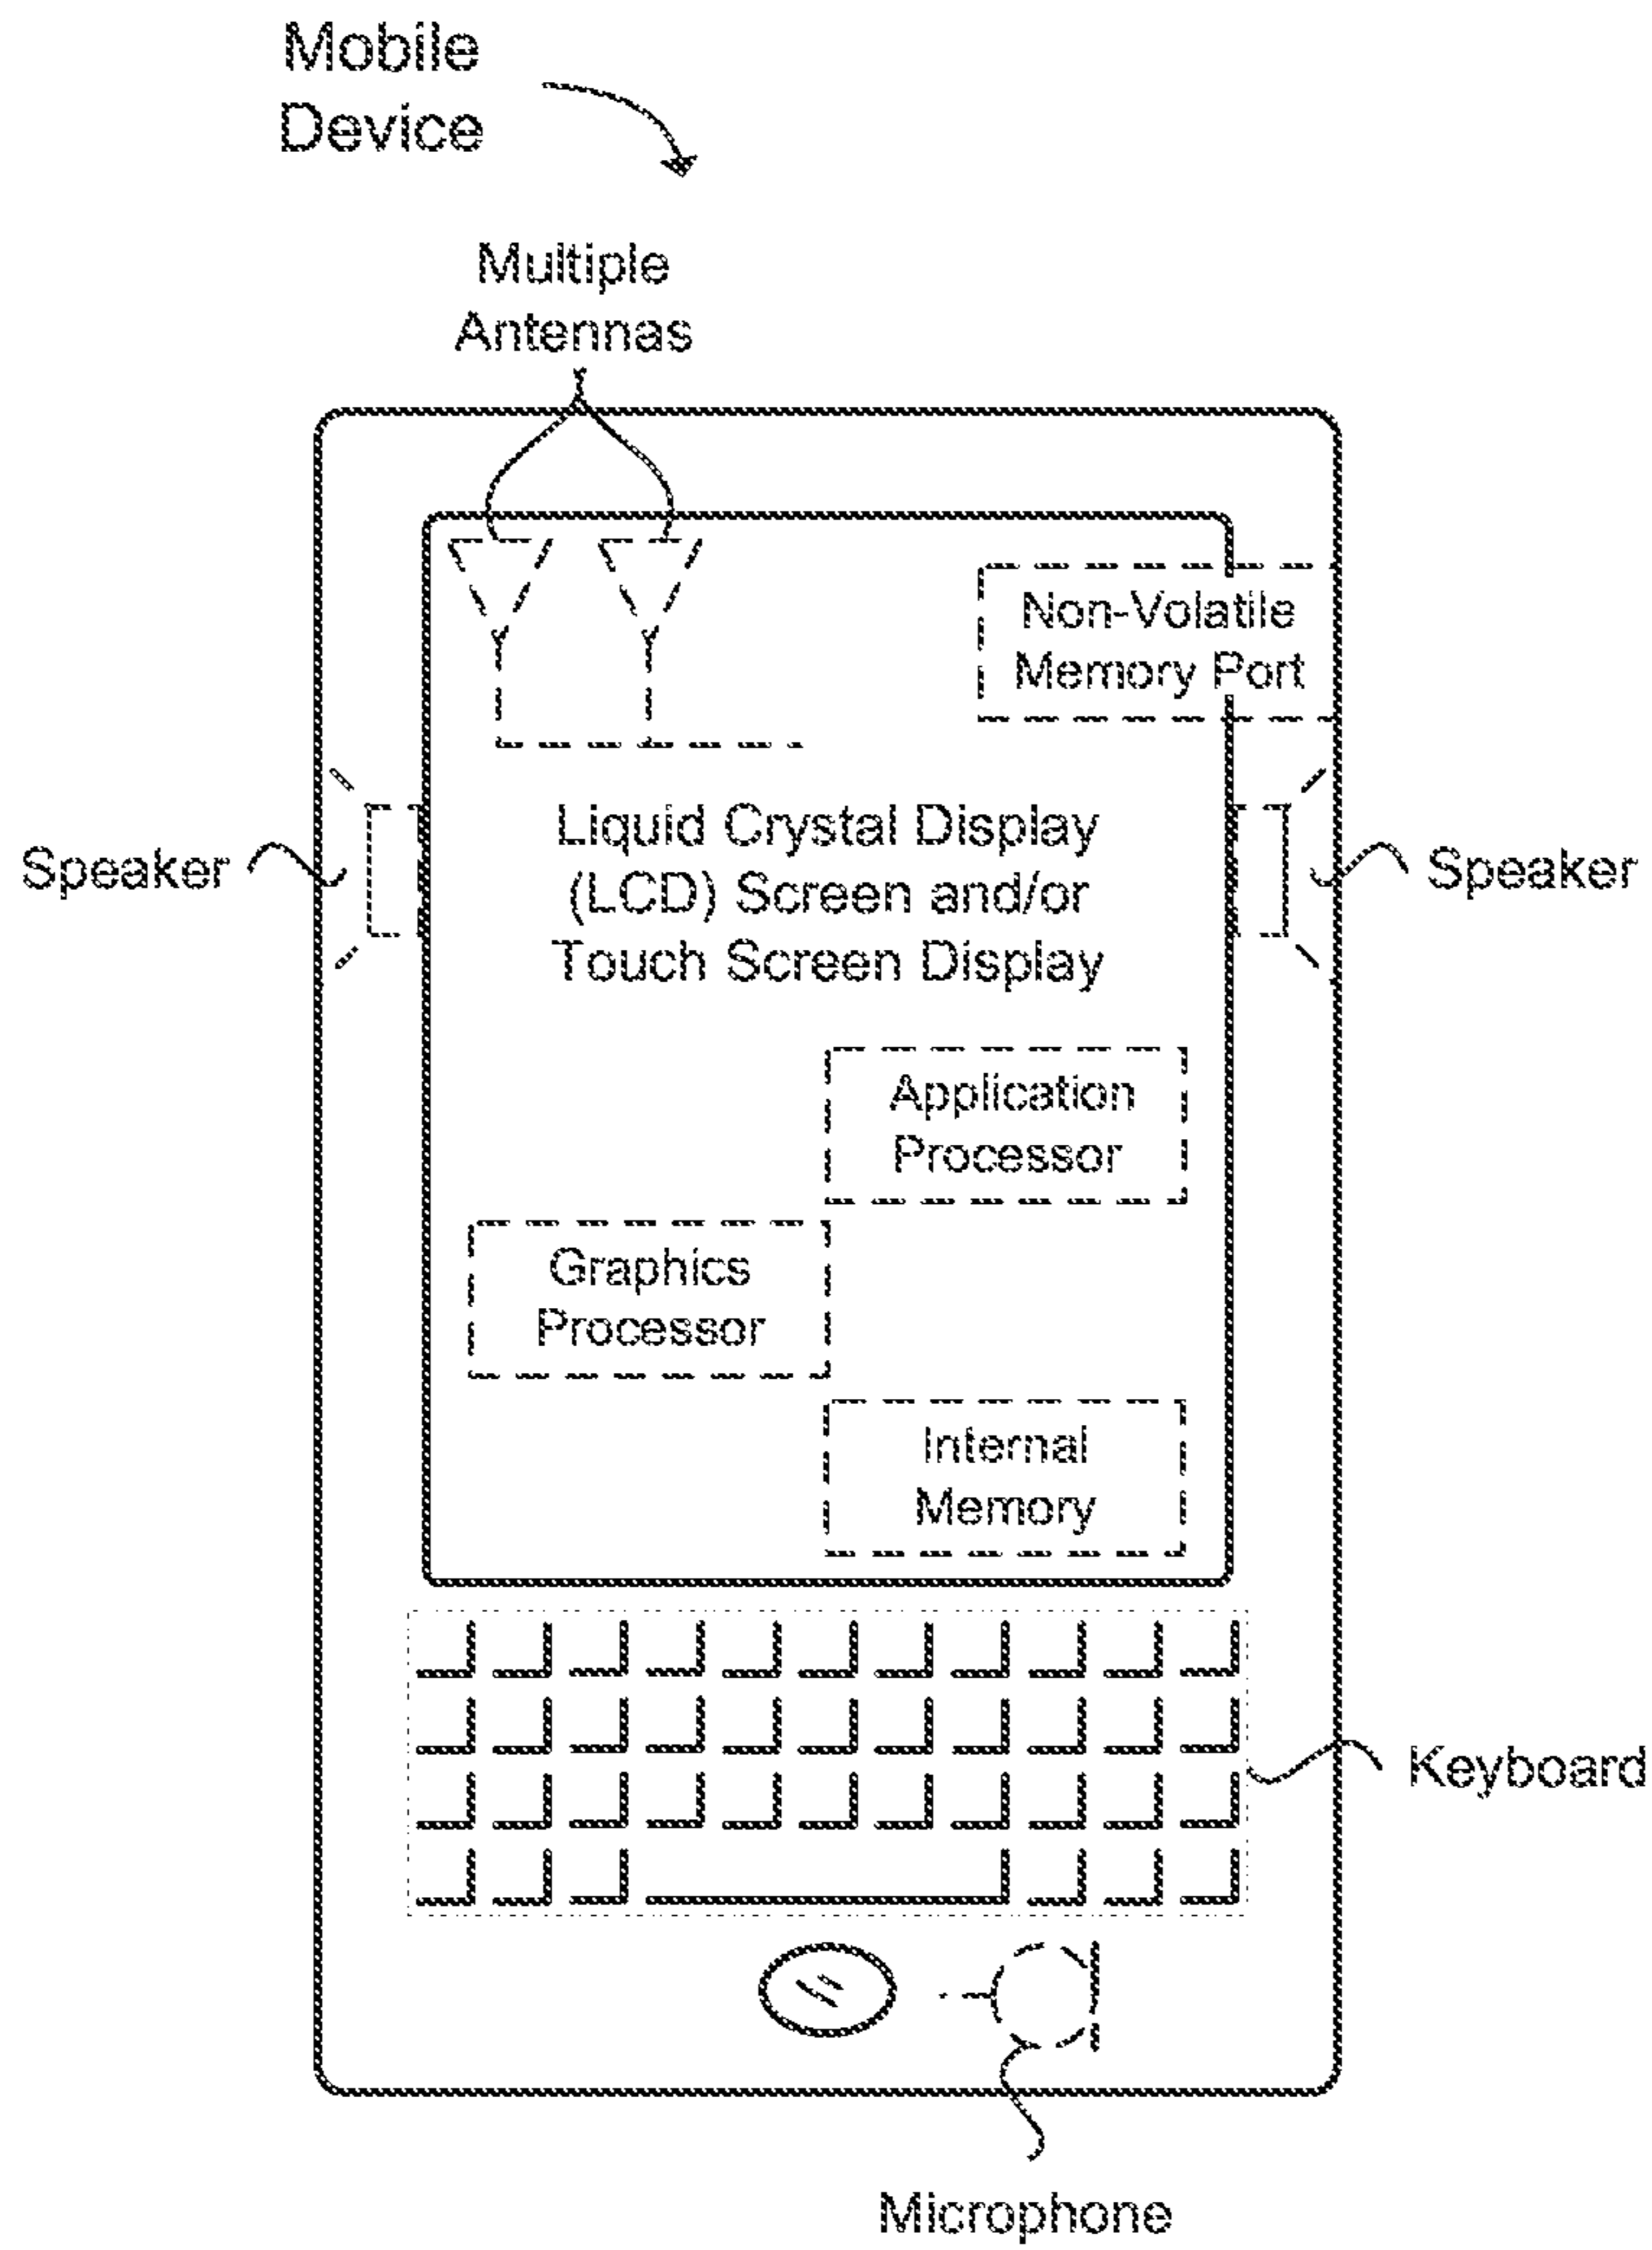 Mobile
Device
Multiple
Antennas
Non-Volatile
Memory Port
Liquid Crystal Display
(LCD) Screen and/or
Touch Screen Display
Speaker
Speaker
Application
Processor
Graphics
Processor
Internal
Memory
Keyboard
Microphone